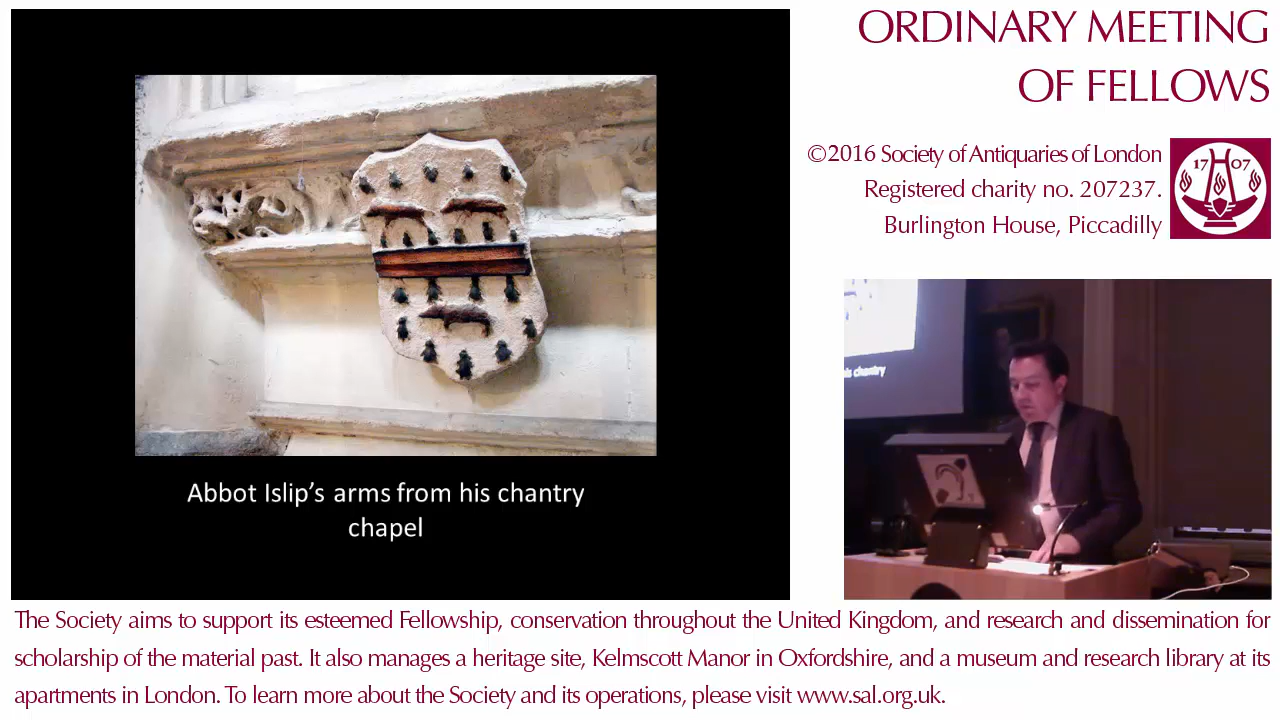 ORDINARY MEETING
OF FELLOWS
©2016 Society of Antiquaries of London
Registered charity no. 207237.
Burlington House, Piccadilly
17 07
Abbot Islip’s arms from his chantry
chapel
his chantry
The Society aims to support its esteemed Fellowship, conservation throughout the United Kingdom, and research and dissemination for
scholarship of the material past. It also manages a heritage site, Kelmscott Manor in Oxfordshire, and a museum and research library at its
apartments in London. To learn more about the Society and its operations, please visit www.sal.org.uk.